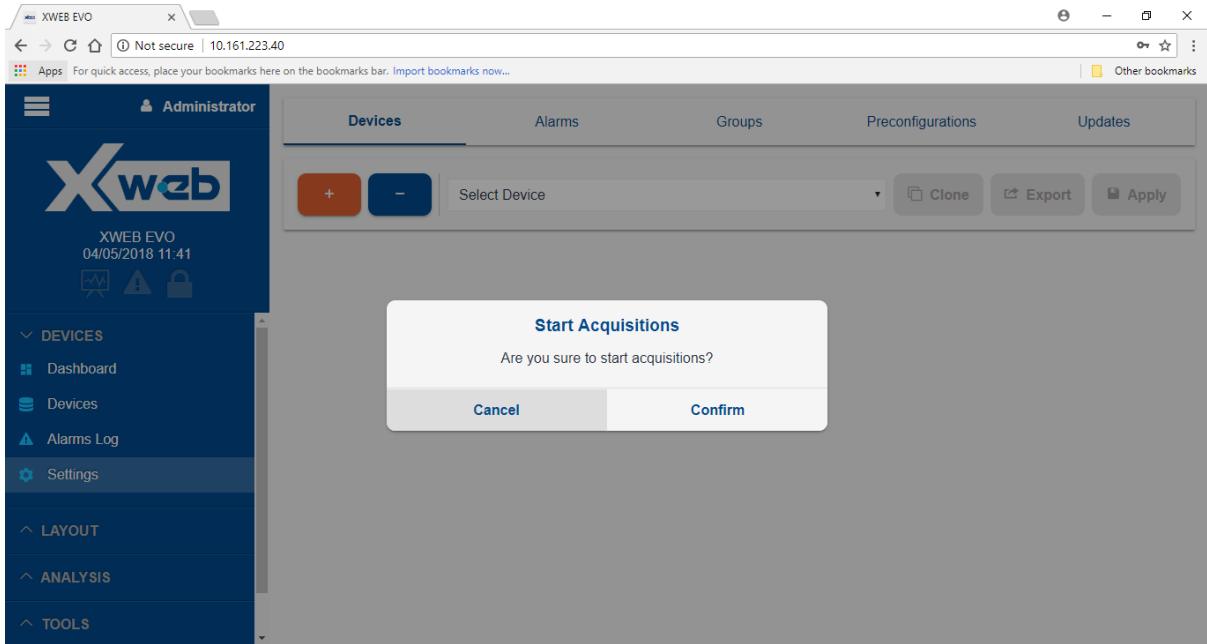 XWEB EVO
Not secure | 10.161.223.40
Apps For quick access, place your bookmarks here on the bookmarks bar. Import bookmarks now... Other bookmarks
Administrator
Xweb
XWEB EVO
04/05/2018 11:41
DEVICES
Dashboard
Devices
Alarms Log
Settings
LAYOUT
ANALYSIS
TOOLS
Devices Alarms Groups Preconfigurations Updates
+ - Select Device Clone Export Apply
Start Acquisitions
Are you sure to start acquisitions?
Cancel Confirm